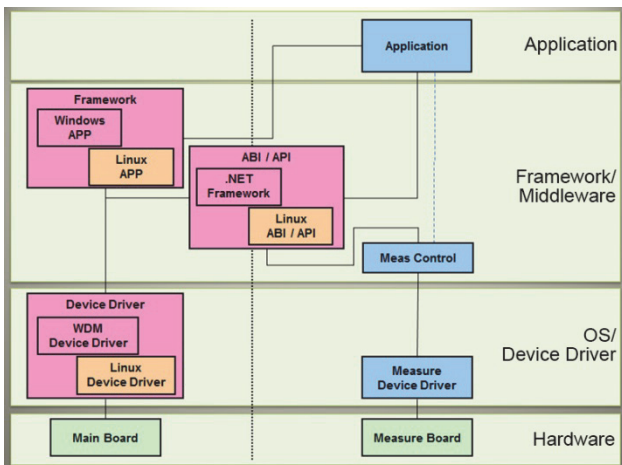 Application
Application
Framework
Windows
APP
Linux
APP
ABI / API
.NET
Framework
Linux
ABI / API
Framework/
Middleware
Meas Control
Device Driver
WDM
Device Driver
Linux
Device Driver
OS/
Device Driver
Measure
Device Driver
Main Board
Measure Board
Hardware